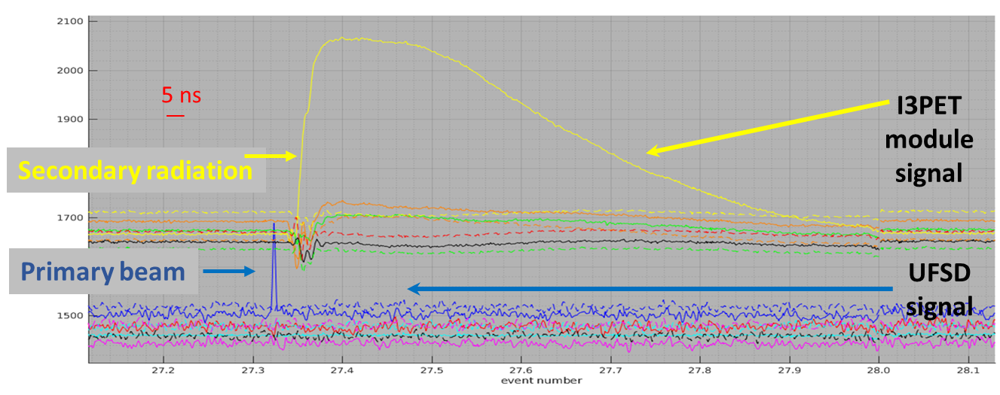 2100
2000
1900
1700
1500
5 ns
Secondary radiation
Primary beam
I3PET
module
signal
UFSD
signal
27.2
27.3
27.4
27.5
27.6
27.7
27.8
27.9
28.0
28.1
event number